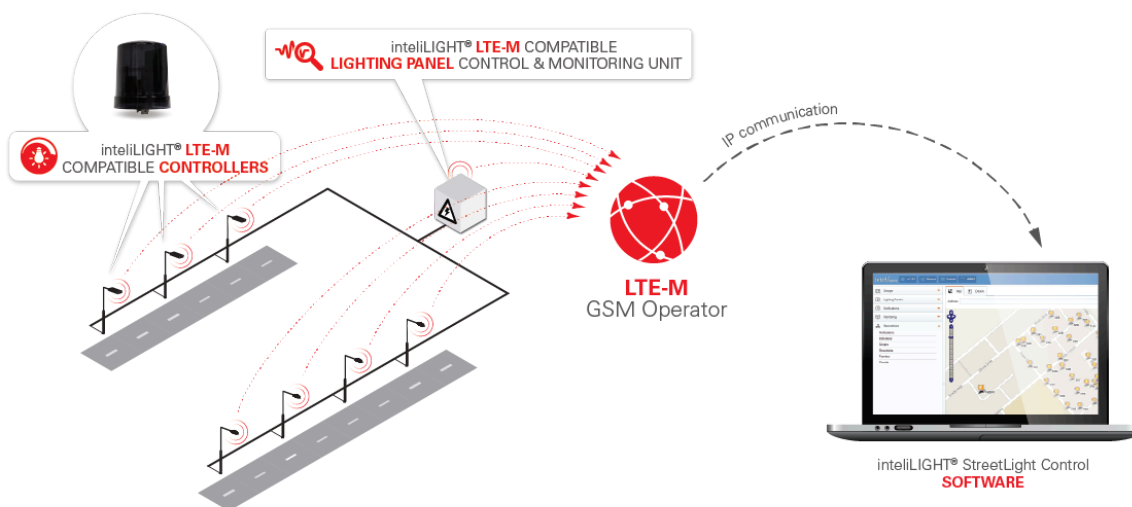 inteliLIGHT® LTE-M COMPATIBLE
LIGHTING PANEL CONTROL & MONITORING UNIT
inteliLIGHT® LTE-M
COMPATIBLE CONTROLLERS
IP communication
LTE-M
GSM Operator
inteliLIGHT® StreetLight Control
SOFTWARE